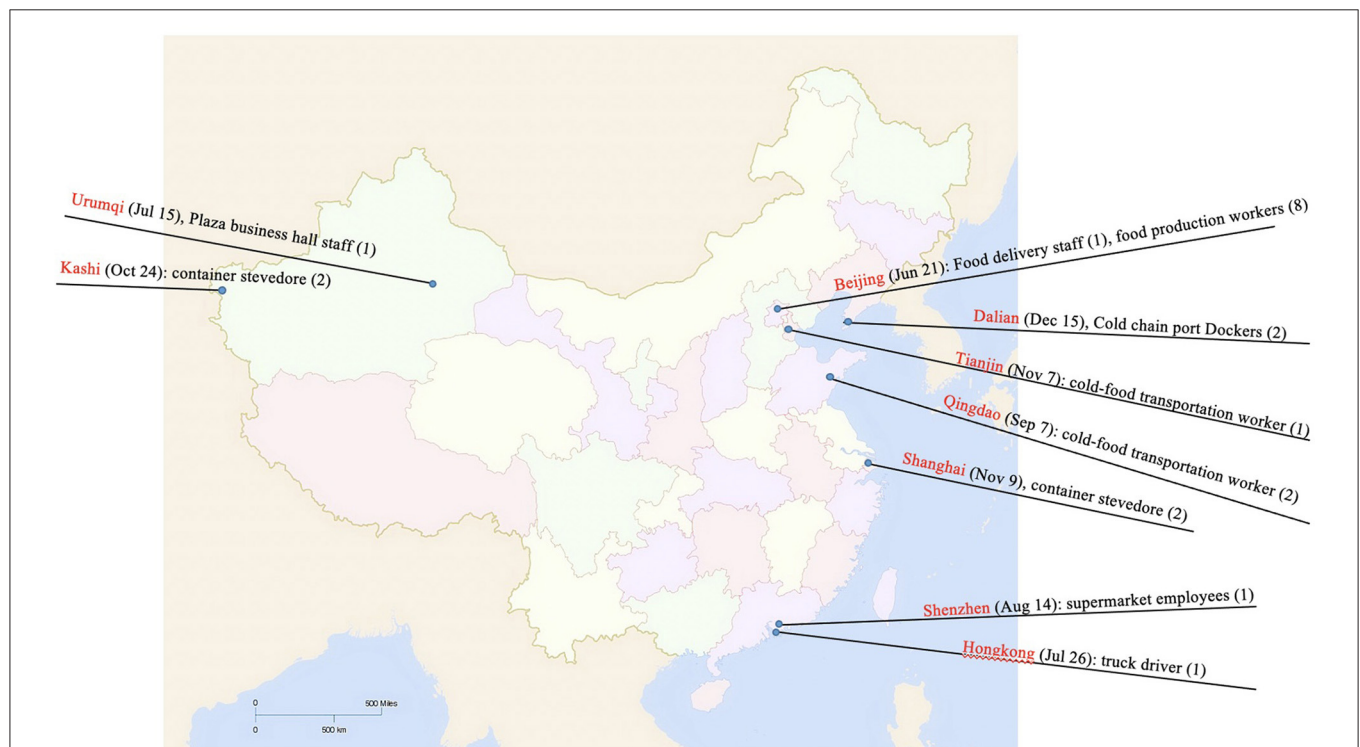 Urumqi (Jul 15), Plaza business hall staff (1)
Kashi (Oct 24): container stevedore (2)
Beijing (Jun 21): Food delivery staff (1), food production workers (8)
Dalian (Dec 15), Cold chain port Dockers (2)
Tianjin (Nov 7): cold-food transportation worker (1)
Qingdao (Sep 7): cold-food transportation worker (2)
Shanghai (Nov 9), container stevedore (2)
Shenzhen (Aug 14): supermarket employees (1)
Hongkong (Jul 26): truck driver (1)
0 500 Miles
0 500 km